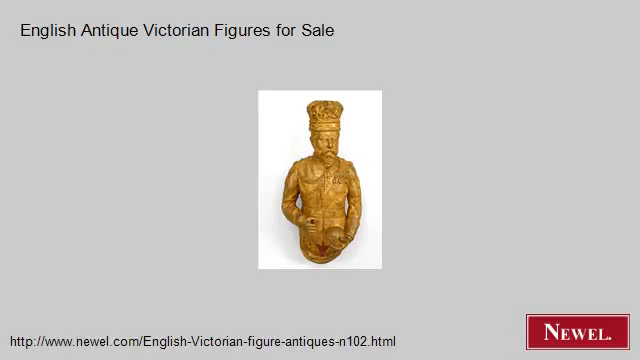 English Antique Victorian Figures for Sale
http://www.newel.com/English-Victorian-figure-antiques-n102.html
NEWEL.